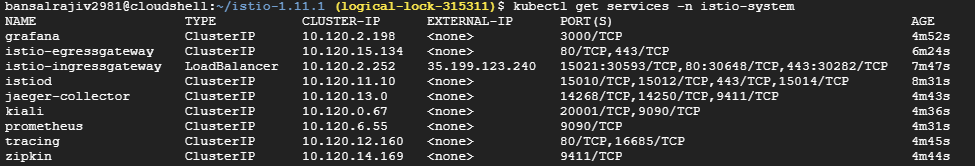 bansalrajiv2981@cloudshell:~/istio-1.11.1 (logical-lock-315311)$ kubectl get services -n istio-system
NAME TYPE CLUSTER-IP EXTERNAL-IP PORT(S) AGE
grafana ClusterIP 10.120.2.198 <none> 3000/TCP 4m52s
istio-egressgateway ClusterIP 10.120.15.134 <none> 80/TCP,443/TCP 6m24s
istio-ingressgateway LoadBalancer 10.120.2.252 35.199.123.240 15021:30593/TCP,80:30648/TCP,443:30282/TCP 7m47s
istiod ClusterIP 10.120.11.10 <none> 15010/TCP,15012/TCP,443/TCP,15014/TCP 8m31s
jaeger-collector ClusterIP 10.120.13.0 <none> 14268/TCP,14250/TCP,9411/TCP 4m43s
kiali ClusterIP 10.120.0.67 <none> 20001/TCP,9090/TCP 4m36s
prometheus ClusterIP 10.120.6.55 <none> 9090/TCP 4m31s
tracing ClusterIP 10.120.12.160 <none> 80/TCP,16685/TCP 4m45s
zipkin ClusterIP 10.120.14.169 <none> 9411/TCP 4m44s